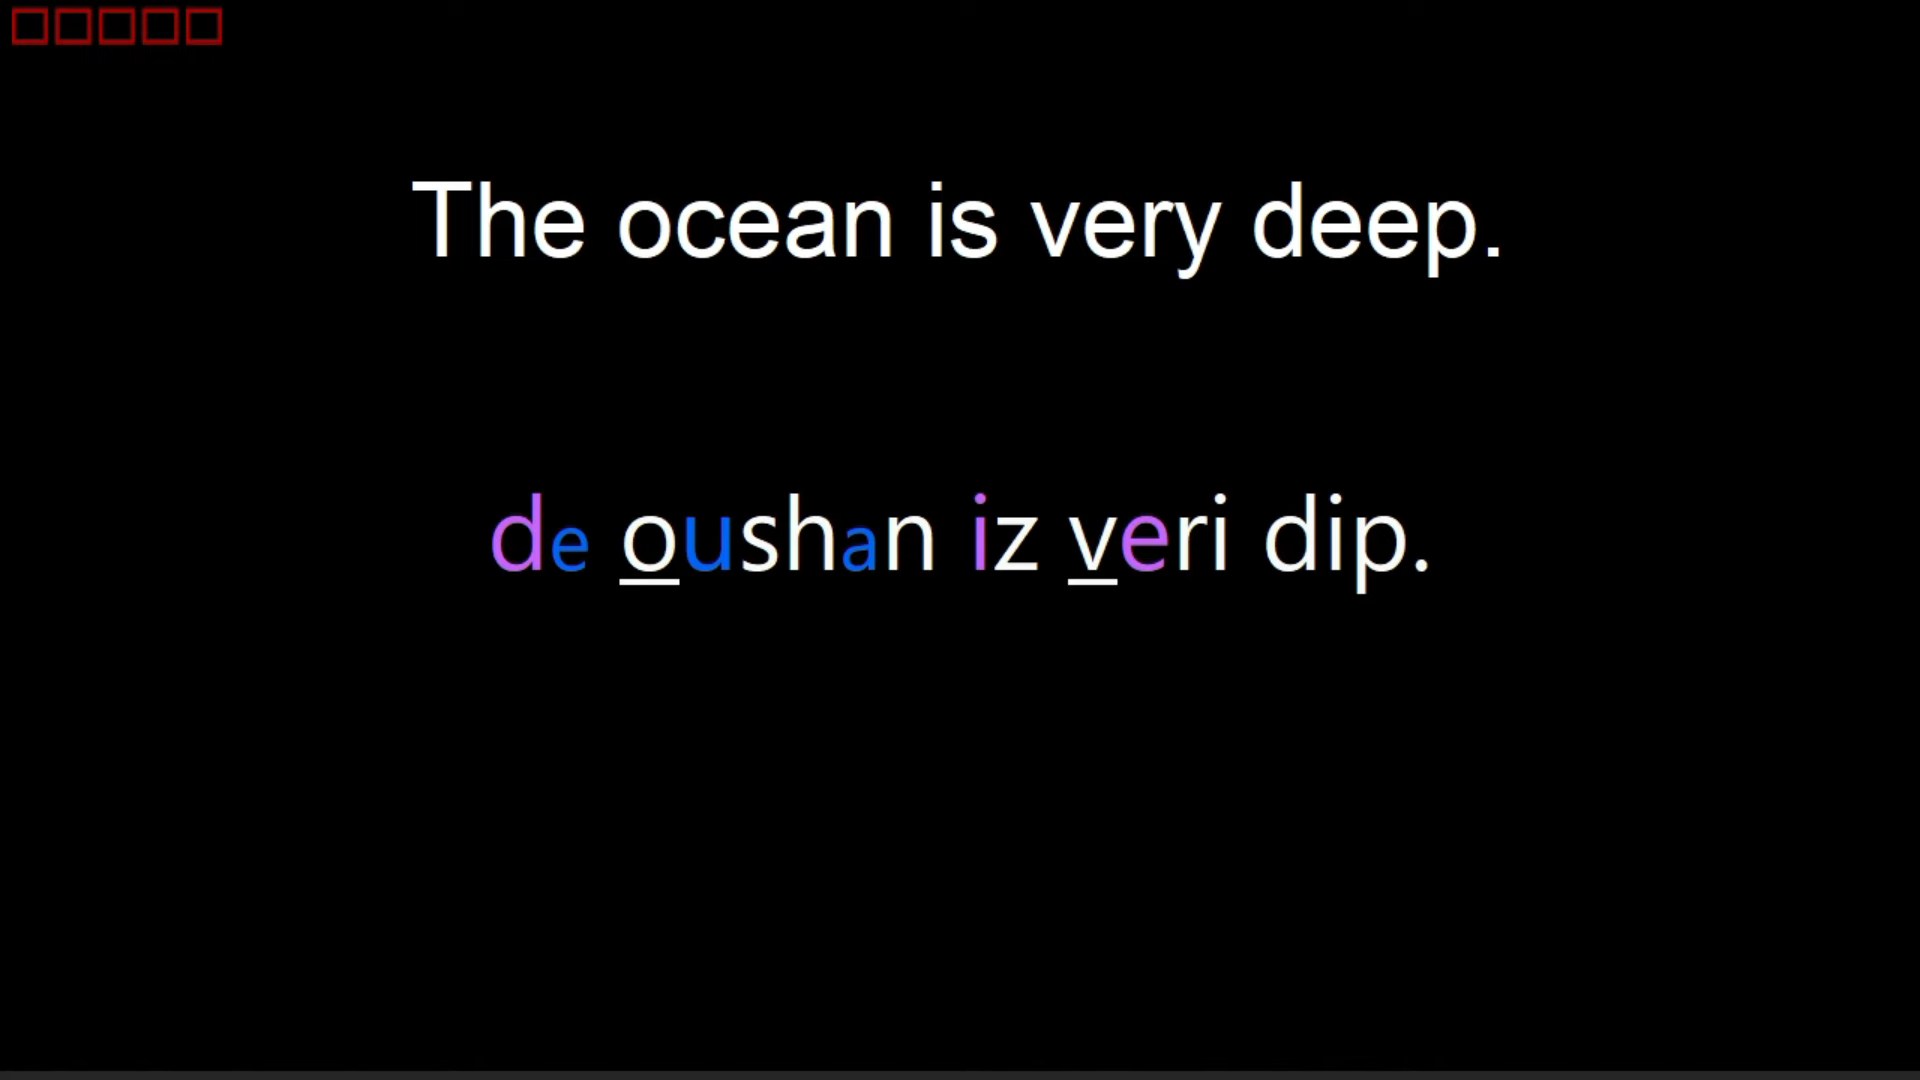 The ocean is very deep.
de oushan iz veri dip.